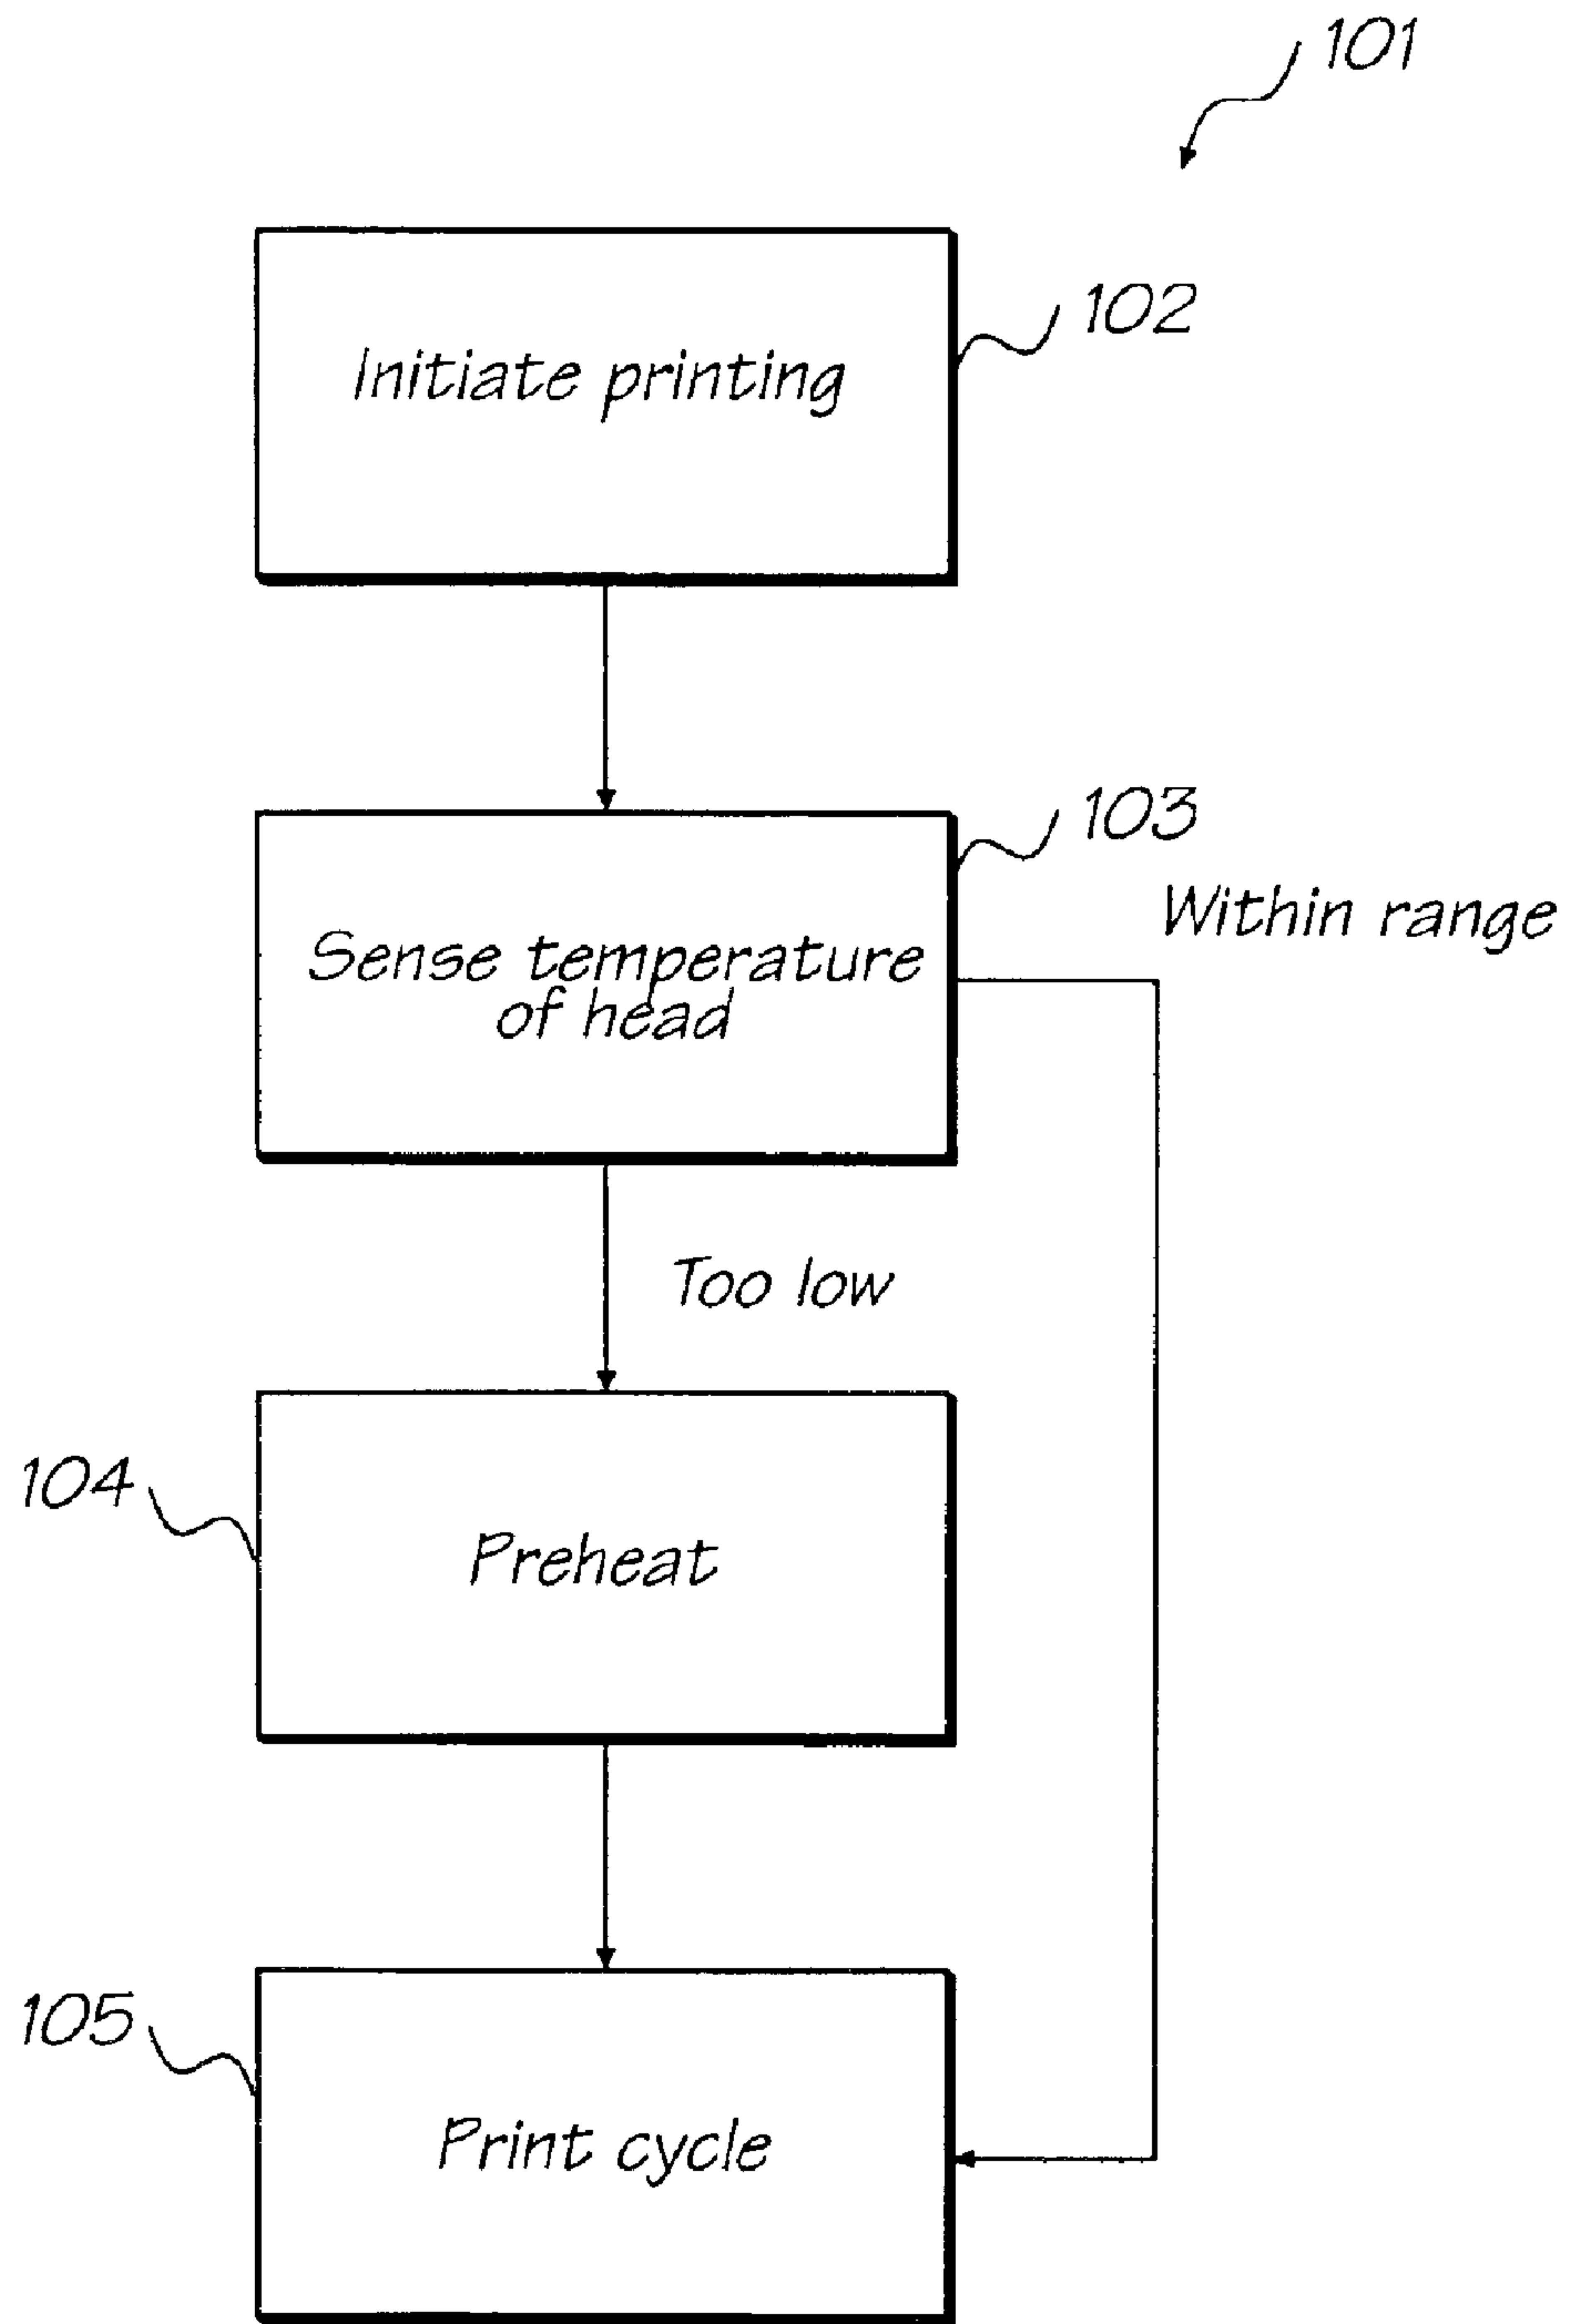 101
Initiate printing
102
103
Within range
Sense temperature
of head
Too low
104
Preheat
105
Print cycle